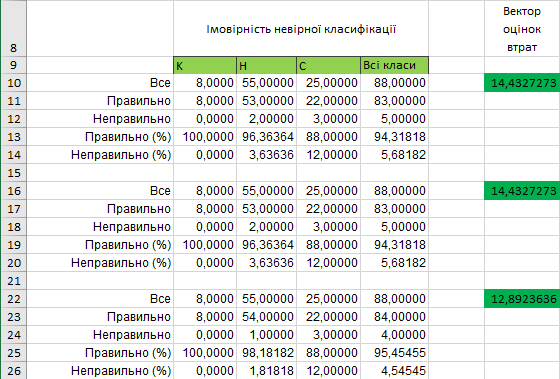 Імовірність невірної класифікації Вектор оцінок втрат
8
9 К Н С Всі класи
10 Все 8,0000 55,00000 25,00000 88,00000 14,4327273
11 Правильно 8,0000 53,00000 22,00000 83,00000
12 Неправильно 0,0000 2,00000 3,00000 5,00000
13 Правильно (%) 100,0000 96,36364 88,00000 94,31818
14 Неправильно (%) 0,0000 3,63636 12,00000 5,68182
15
16 Все 8,0000 55,00000 25,00000 88,00000 14,4327273
17 Правильно 8,0000 53,00000 22,00000 83,00000
18 Неправильно 0,0000 2,00000 3,00000 5,00000
19 Правильно (%) 100,0000 96,36364 88,00000 94,31818
20 Неправильно (%) 0,0000 3,63636 12,00000 5,68182
21
22 Все 8,0000 55,00000 25,00000 88,00000 12,8923636
23 Правильно 8,0000 54,00000 22,00000 84,00000
24 Неправильно 0,0000 1,00000 3,00000 4,00000
25 Правильно (%) 100,0000 98,18182 88,00000 95,45455
26 Неправильно (%) 0,0000 1,81818 12,00000 4,54545